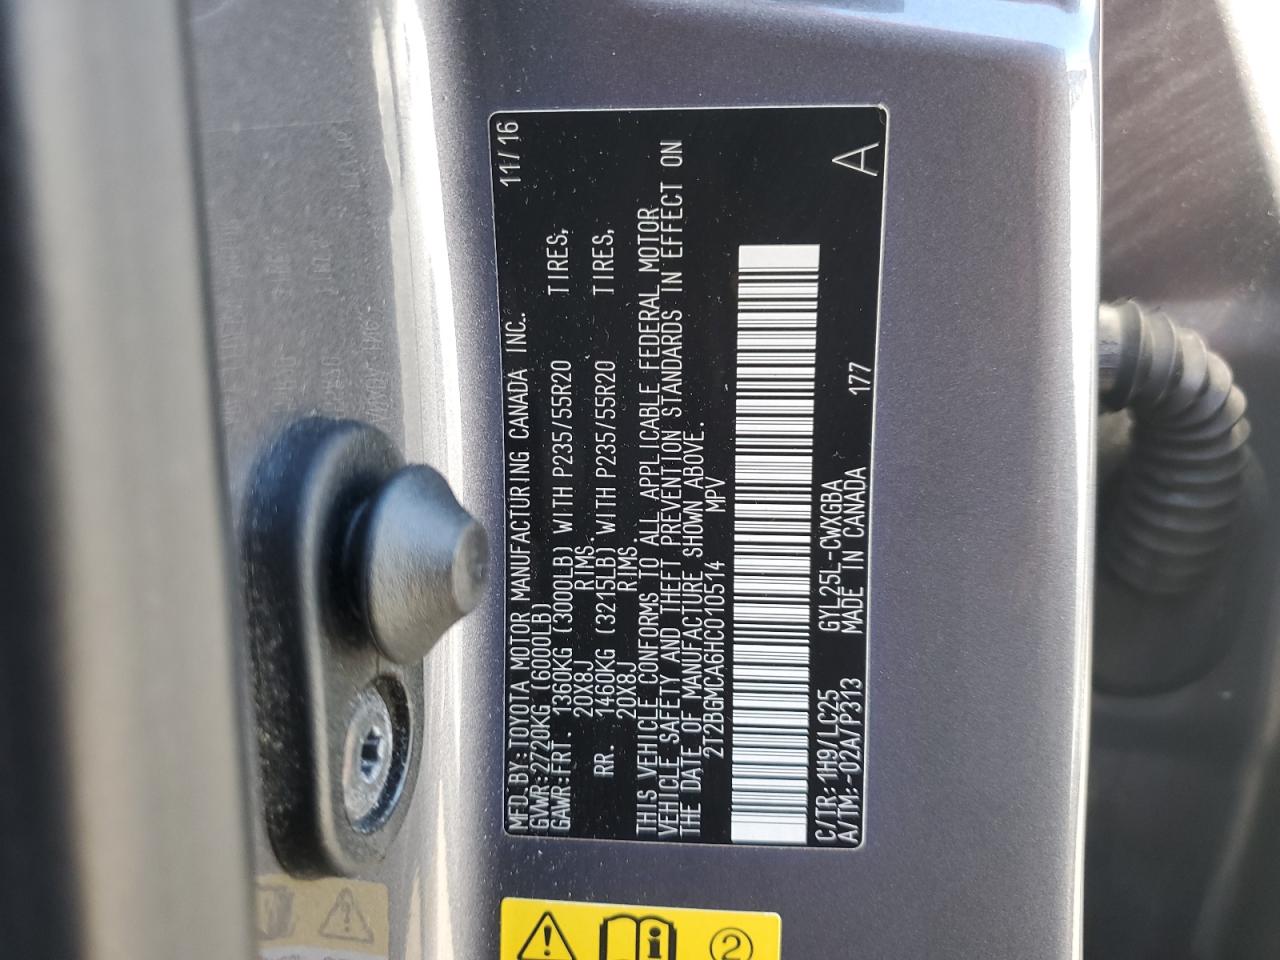 MFD.BY:TOYOTA MOTOR MANUFACTURING CANADA INC. 11/16
GVWR:2720KG (6000LB)
GAWR:FRT. 1360KG (3000LB) WITH P235/55R20 TIRES,
20X8J RIMS.
RR. 1460KG (3215LB) WITH P235/55R20 TIRES,
20X8J RIMS.
THIS VEHICLE CONFORMS TO ALL APPLICABLE FEDERAL MOTOR
VEHICLE SAFETY AND THEFT PREVENTION STANDARDS IN EFFECT ON
THE DATE OF MANUFACTURE SHOWN ABOVE.
2T2BGMCA6HC010514 MPV
C/TR:1H9/LC25 GYL25L-CWXGBA 177 A
A/TM:-02A/P313 MADE IN CANADA
2